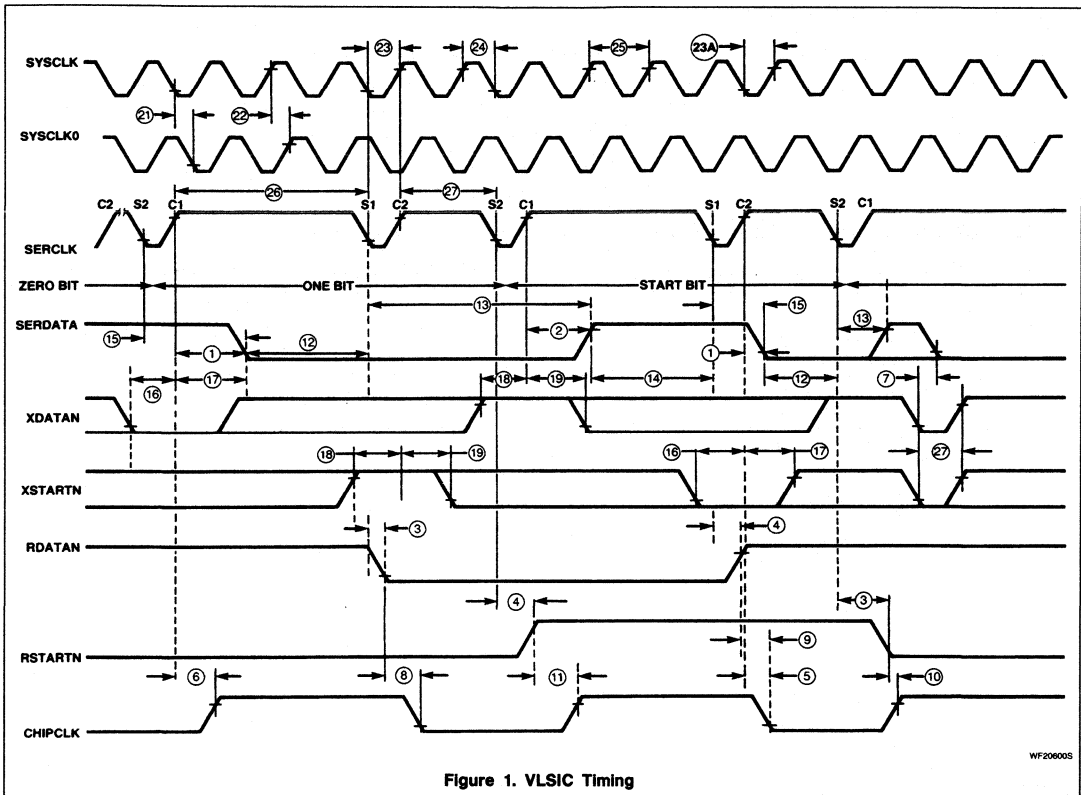 23 24 25 23A
SYSCLK
21 22
SYSCLK0
26 27
C2 S2 C1 S1 C2 S2 C1 S1 C2 S2 C1
SERCLK
ZERO BIT ONE BIT START BIT
13 15
SERDATA 2 13
15 1 12 14 1 12 7
16 17 18 19
XDATAN
18 19 16 17 27
XSTARTN
3 4
RDATAN
4 3
9
RSTARTN
6 8 11 5 10
CHIPCLK
WF20600S
Figure 1. VLSIC Timing